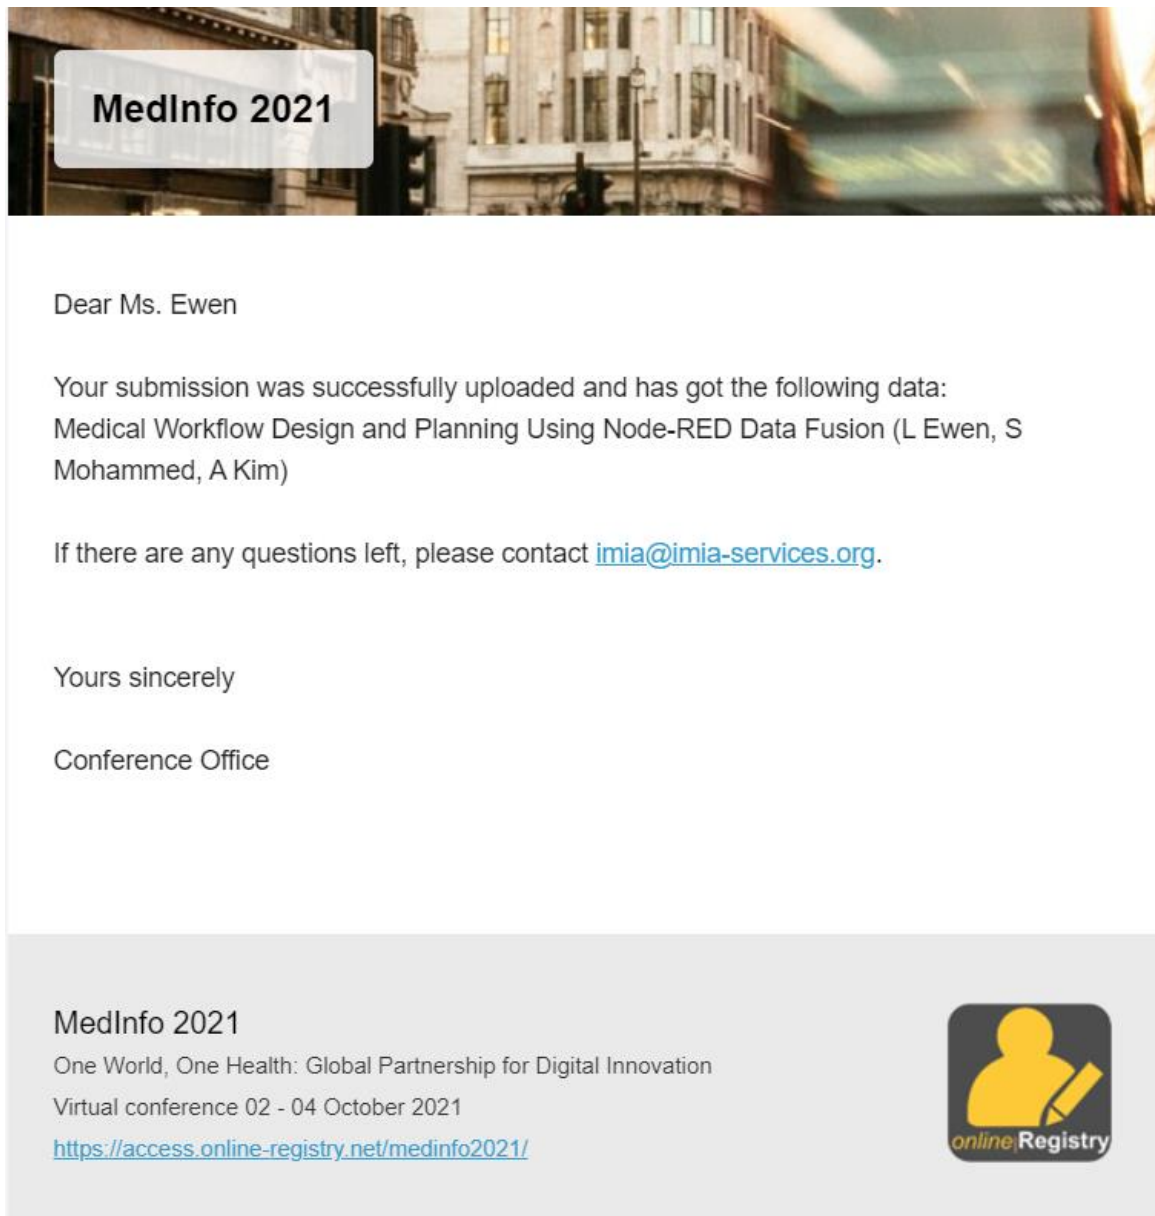 MedInfo 2021
Dear Ms. Ewen
Your submission was successfully uploaded and has got the following data:
Medical Workflow Design and Planning Using Node-RED Data Fusion (L Ewen, S
Mohammed, A Kim)
If there are any questions left, please contact imia@imia-services.org.
Yours sincerely
Conference Office
MedInfo 2021
One World, One Health: Global Partnership for Digital Innovation
Virtual conference 02 - 04 October 2021
https://access.online-registry.net/medinfo2021/
online|Registry